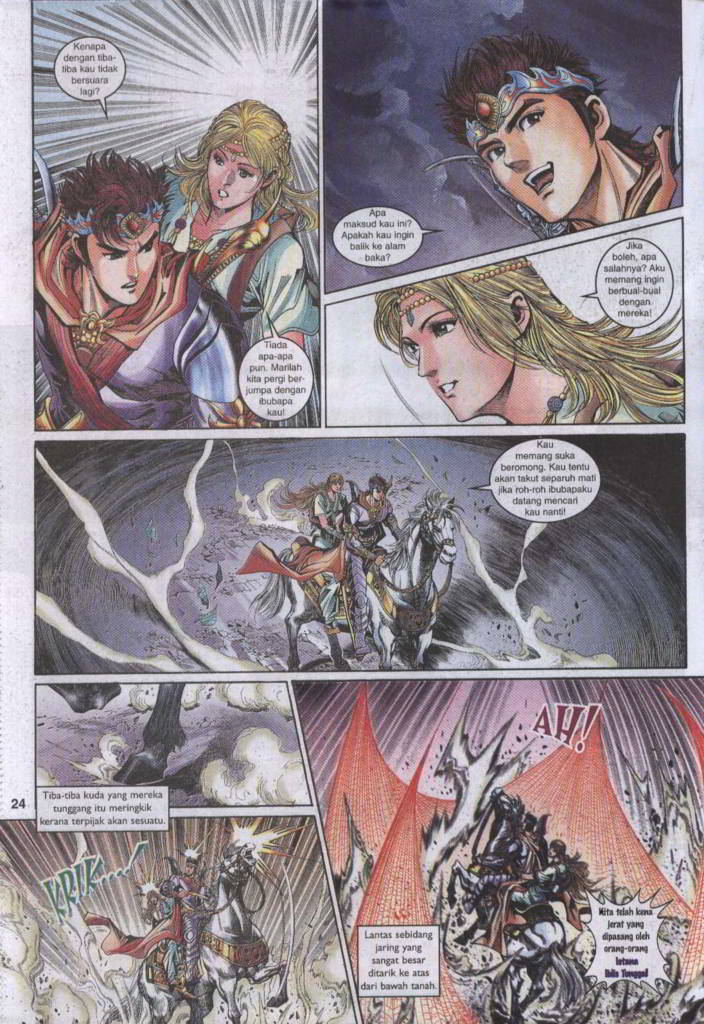 Kenapa
dengan tiba-
tiba kau tidak
bersuara
lagi?
Tiada
apa-apa
pun. Marilah
kita pergi ber-
jumpa dengan
ibubapa
kau!
Apa
maksud kau ini?
Apakah kau ingin
balik ke alam
baka?
Jika
boleh, apa
salahnya? Aku
memang ingin
berbual-bual
dengan
mereka!
Kau
memang suka
beromong. Kau tentu
akan takut separuh mati
jika roh-roh ibubapaku
datang mencari
kau nanti!
Tiba-tiba kuda yang mereka
tunggang itu meringkik
kerana terpijak akan sesuatu.
24
KRIK....!
AH!
Lantas sebidang
jaring yang
sangat besar
ditarik ke atas
dari bawah tanah.
Kita telah kena
jerat yang
dipasang oleh
orang-orang
Istana
Iblis Tunggal